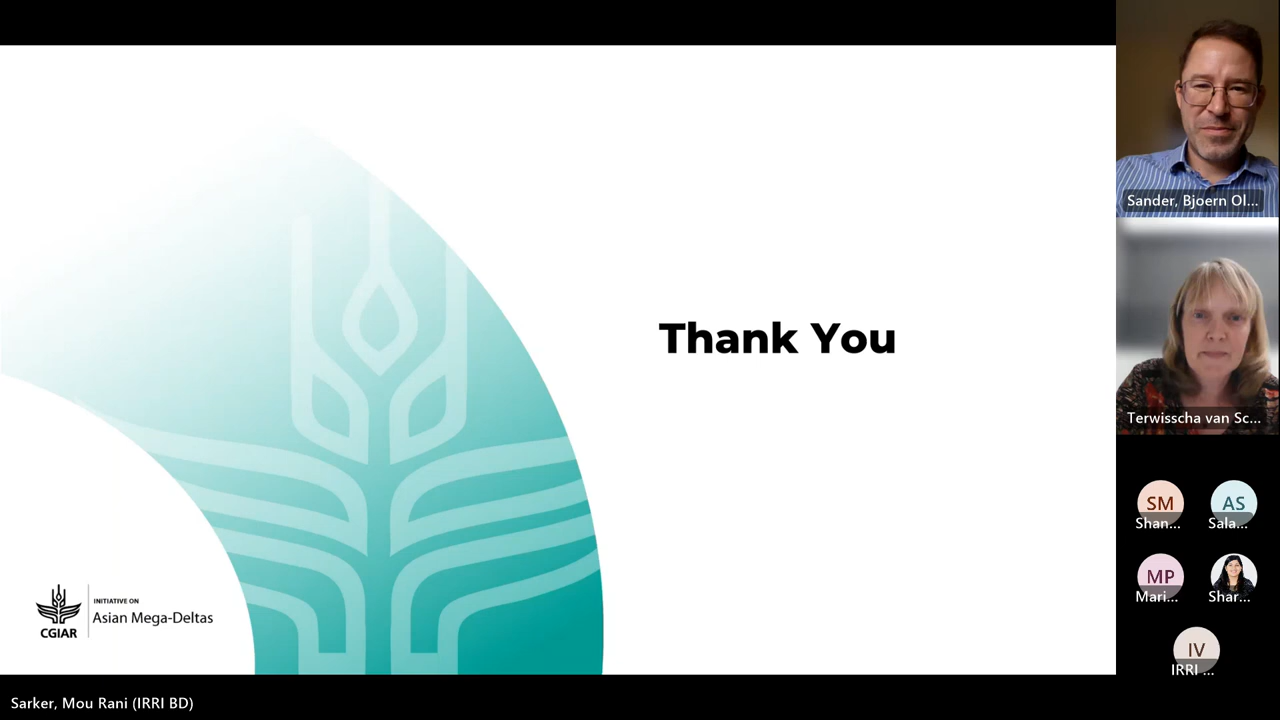 Thank You
INITIATIVE ON
Asian Mega-Deltas
CGIAR
Sander, Bjoern Ol...
Terwisscha van Sc...
SM
AS
Shan...
Sala...
MP
Mari...
Shar...
IV
IRRI ...
Sarker, Mou Rani (IRRI BD)